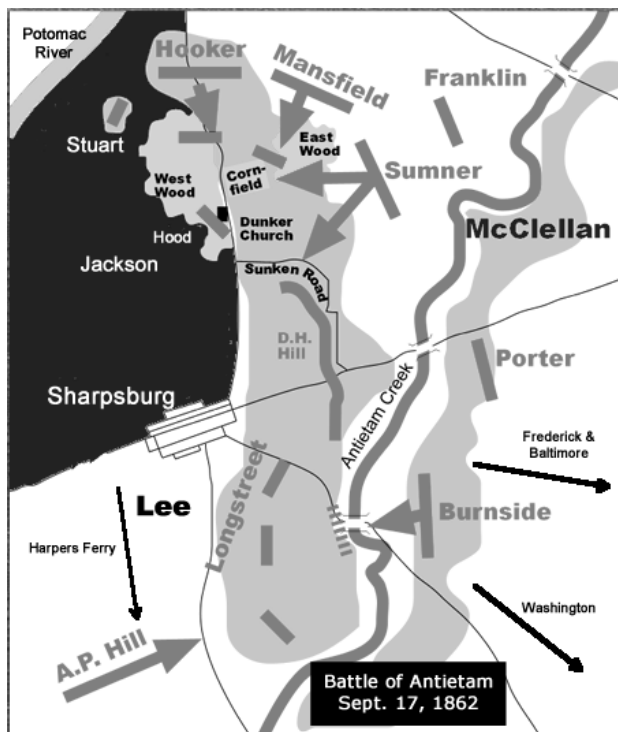 Potomac
River
Hooker
Mansfield
Franklin
Stuart
East
Wood
West
Wood
Corn-
field
Sumner
Hood
Dunker
Church
McClellan
Jackson
Sunken Road
D.H.
Hill
Porter
Sharpsburg
Antietam Creek
Frederick &
Baltimore
Longstreet
Lee
Burnside
Harpers Ferry
Washington
A.P. Hill
Battle of Antietam
Sept. 17, 1862